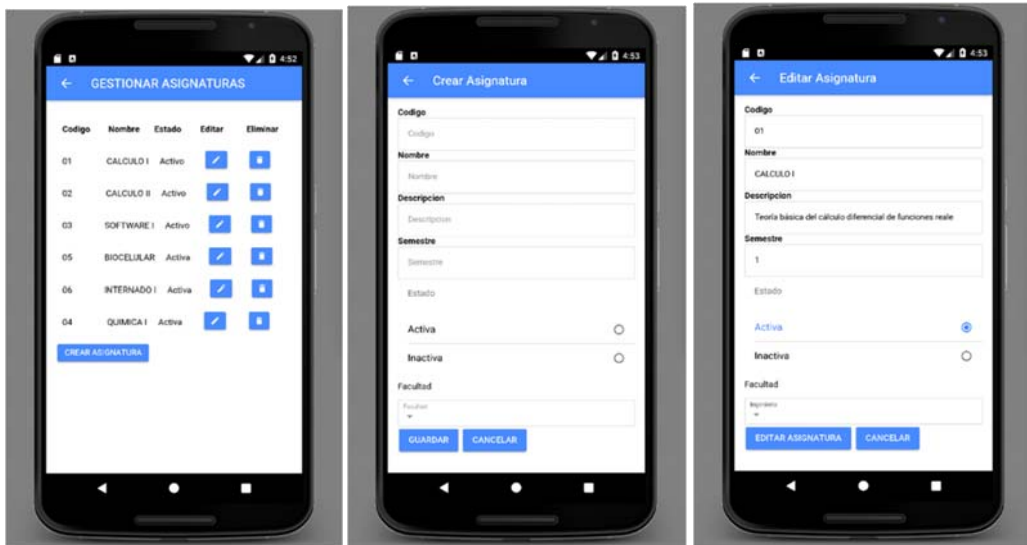 4:52
GESTIONAR ASIGNATURAS
Codigo Nombre Estado Editar Eliminar
01 CALCULO I Activo
02 CALCULO II Activo
03 SOFTWARE I Activo
05 BIOCELULAR Activa
06 INTERNADO I Activa
04 QUIMICA I Activa
CREAR ASIGNATURA
4:53
Crear Asignatura
Codigo
Codigo
Nombre
Nombre
Descripcion
Descripcion
Semestre
Semestre
Estado
Activa
Inactiva
Facultad
Facultad
GUARDAR CANCELAR
4:53
Editar Asignatura
Codigo
01
Nombre
CALCULO I
Descripcion
Teoría básica del cálculo diferencial de funciones reale
Semestre
1
Estado
Activa
Inactiva
Facultad
Ingenieria
EDITAR ASIGNATURA CANCELAR